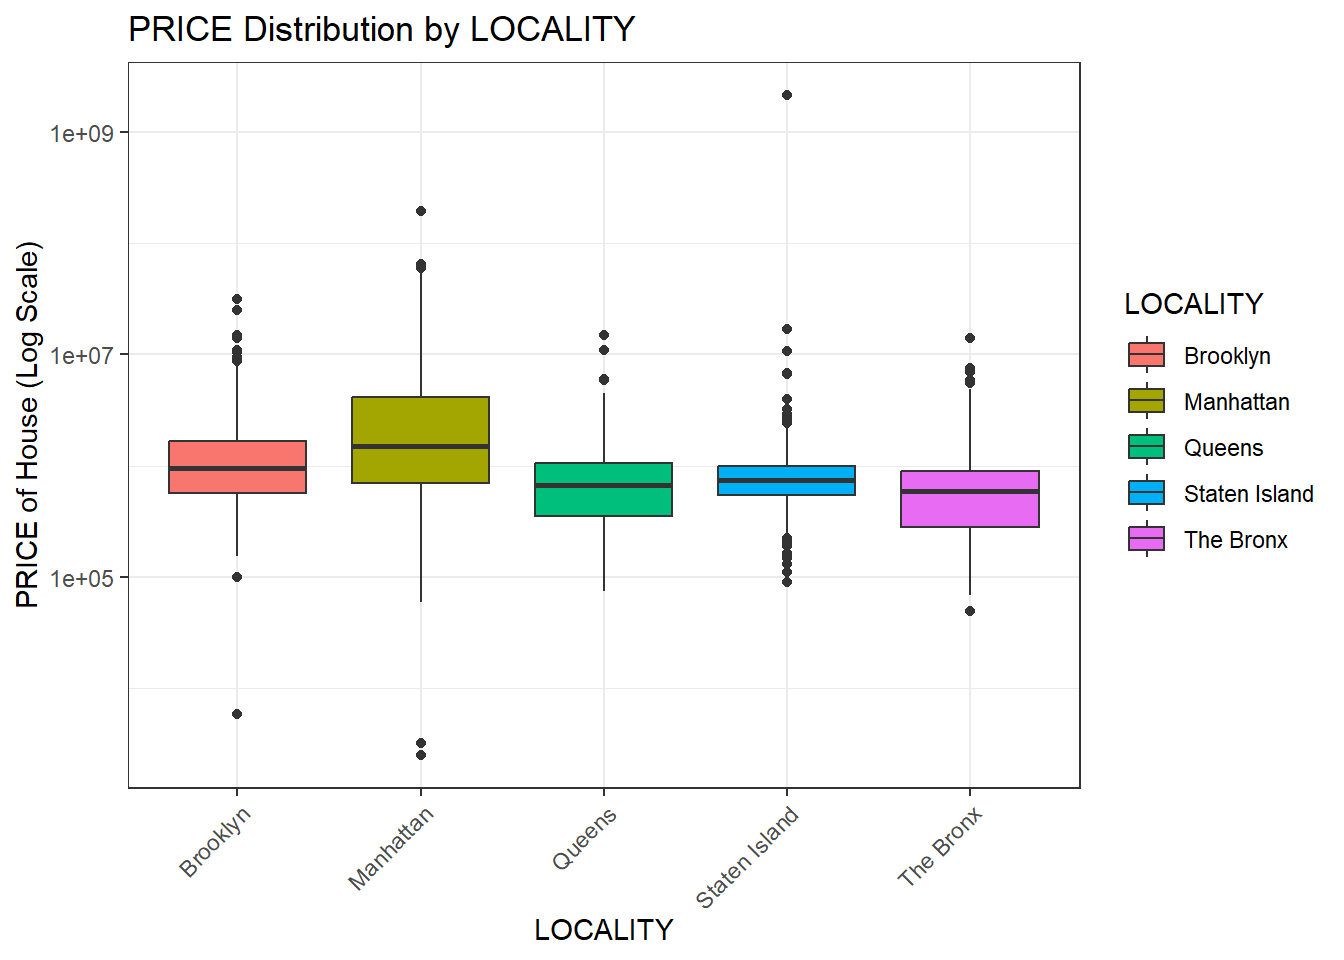 PRICE Distribution by LOCALITY
PRICE of House (Log Scale)
1e+09
1e+07
1e+05
Brooklyn
Manhattan
Queens
Staten Island
The Bronx
LOCALITY
LOCALITY
Brooklyn
Manhattan
Queens
Staten Island
The Bronx